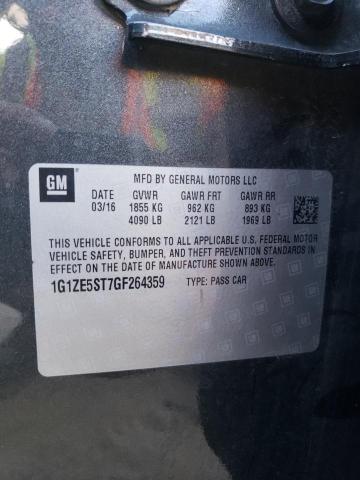 GM
MFD BY GENERAL MOTORS LLC
DATE GVWR GAWR FRT GAWR RR
03/16 1855 KG 962 KG 893 KG
4090 LB 2121 LB 1969 LB
THIS VEHICLE CONFORMS TO ALL APPLICABLE U.S. FEDERAL MOTOR
VEHICLE SAFETY, BUMPER, AND THEFT PREVENTION STANDARDS IN
EFFECT ON THE DATE OF MANUFACTURE SHOWN ABOVE.
1G1ZE5ST7GF264359 TYPE: PASS CAR